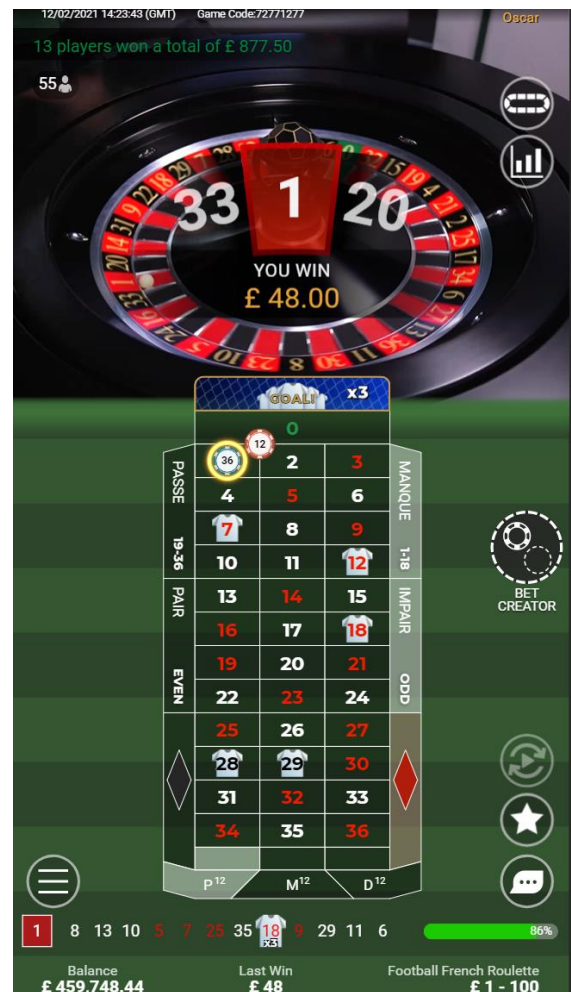 12/02/2021 14:23:43 (GMT) Game Code:72771277
Oscar
13 players won a total of £ 877.50
55
33 1 20
YOU WIN
£ 48.00
GOAL! x3
0
12
36 2 3
4 5 6
7 8 9
10 11 12
13 14 15
16 17 18
19 20 21
22 23 24
25 26 27
28 29 30
31 32 33
34 35 36
PASSE
19-36
PAIR
EVEN
MANQUE
1-18
IMPAIR
ODD
BET
CREATOR
P12 M12 D12
1 8 13 10 5 7 25 35 18 9 29 11 6
x3
86%
Balance Last Win Football French Roulette
£ 459,748.44 £ 48 £ 1 - 100